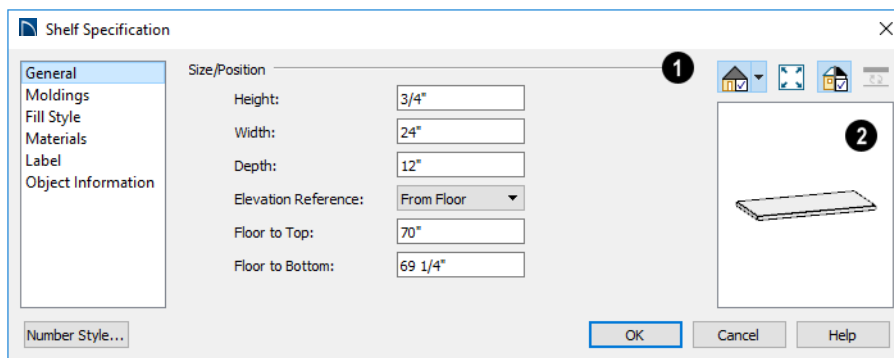 Shelf Specification
General
Moldings
Fill Style
Materials
Label
Object Information
Size/Position
1
Height: 3/4"
Width: 24"
Depth: 12"
Elevation Reference: From Floor
Floor to Top: 70"
Floor to Bottom: 69 1/4"
2
Number Style...
OK
Cancel
Help